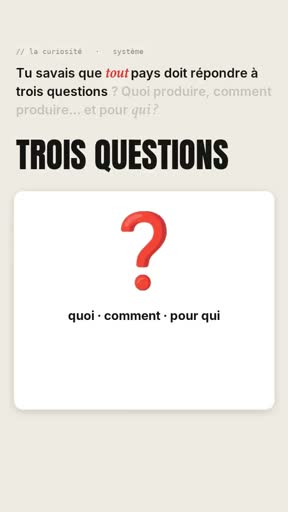 // la curiosité · système
Tu savais que tout pays doit répondre à
trois questions ? Quoi produire, comment
produire... et pour qui ?
TROIS QUESTIONS
❓
quoi · comment · pour qui